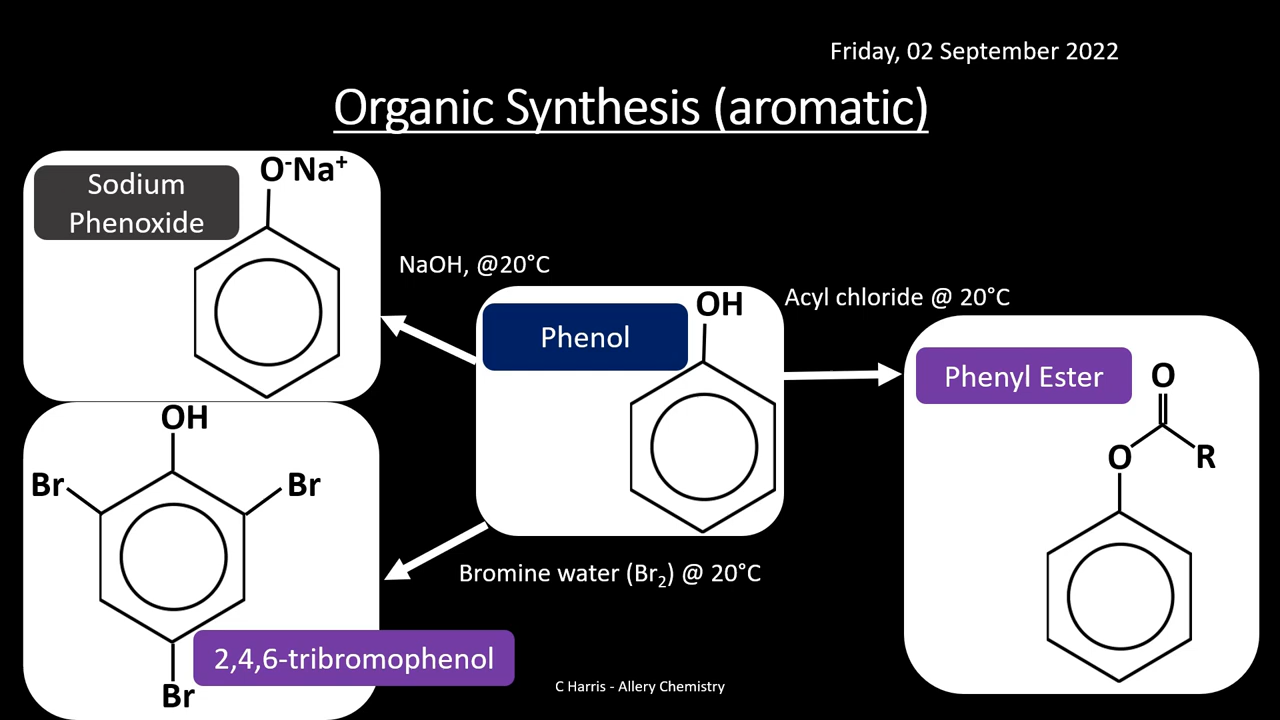 Friday, 02 September 2022
Organic Synthesis (aromatic)
Sodium
Phenoxide
O⁻Na⁺
NaOH, @20°C
Phenol
OH
Acyl chloride @ 20°C
Phenyl Ester
O
O
R
OH
Br
Br
Br
2,4,6-tribromophenol
Bromine water (Br₂) @ 20°C
C Harris - Allery Chemistry